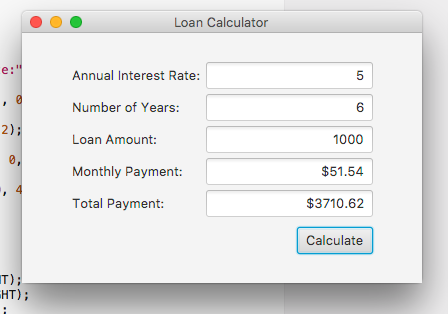 Loan Calculator
e:"
Annual Interest Rate: 5
, 0
Number of Years: 6
2);
Loan Amount: 1000
0,
Monthly Payment: $51.54
, 4
Total Payment: $3710.62
Calculate
HT);
GHT);
;